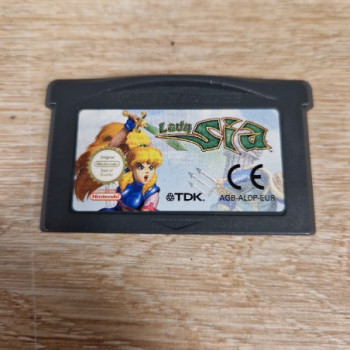 Lady
Sia
Original
Nintendo
Seal of
Quality
Nintendo
TDK
CE
AGB-ALDP-EUR